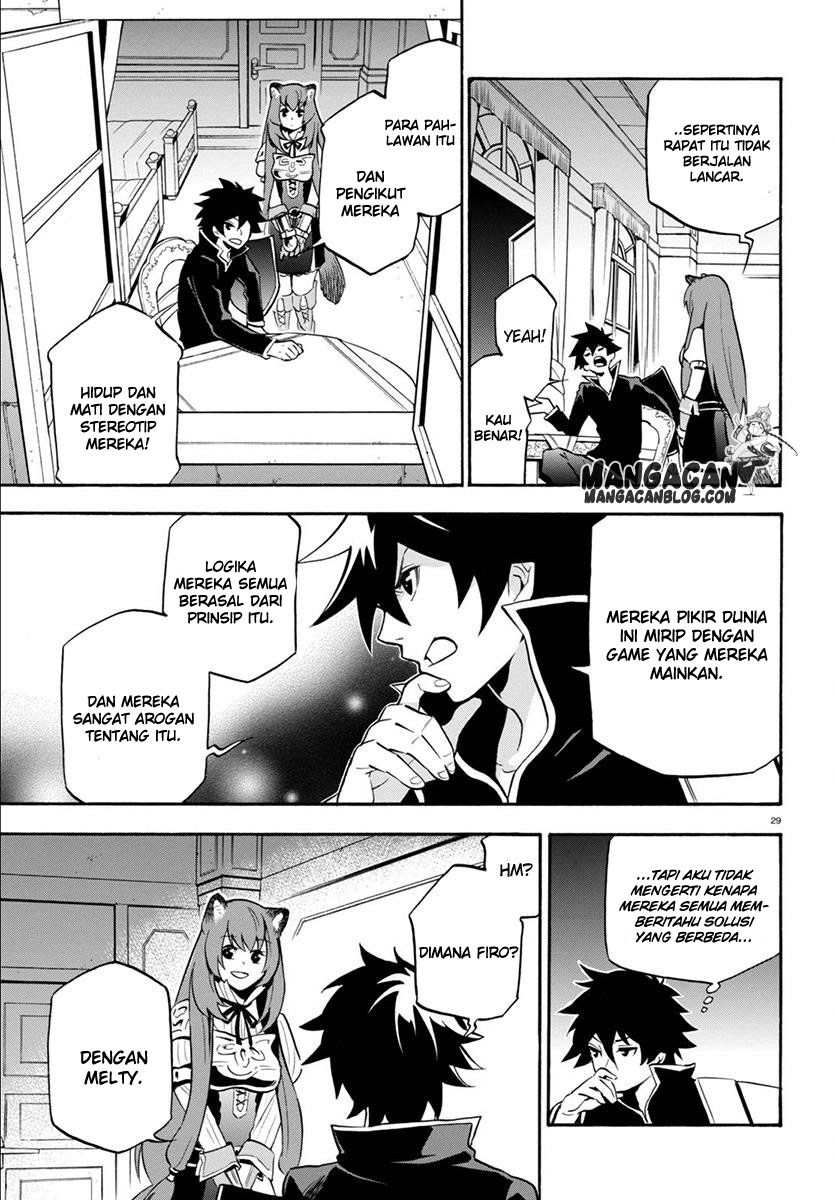 ..SEPERTINYA
RAPAT ITU TIDAK
BERJALAN
LANCAR.
YEAH!
KAU
BENAR!
MANGACAN
MANGACANBLOG.COM
PARA PAH-
LAWAN ITU
DAN
PENGIKUT
MEREKA
HIDUP DAN
MATI DENGAN
STEREOTIP
MEREKA!
MEREKA PIKIR DUNIA
INI MIRIP DENGAN
GAME YANG MEREKA
MAINKAN.
LOGIKA
MEREKA SEMUA
BERASAL DARI
PRINSIP ITU.
DAN MEREKA
SANGAT AROGAN
TENTANG ITU.
29
...TAPI AKU TIDAK
MENGERTI KENAPA
MEREKA SEMUA MEM-
BERITAHU SOLUSI
YANG BERBEDA...
HM?
DIMANA FIRO?
DENGAN
MELTY.